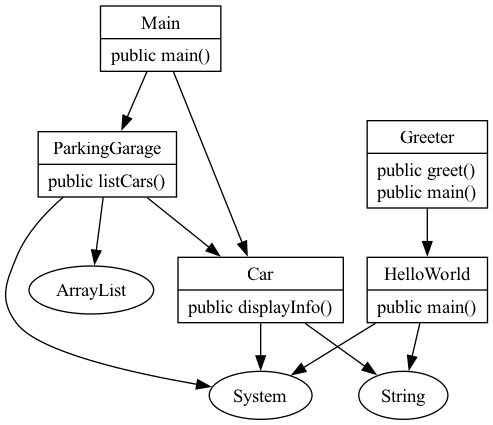 Main
public main()
ParkingGarage
public listCars()
Greeter
public greet()
public main()
ArrayList
Car
public displayInfo()
HelloWorld
public main()
System
String